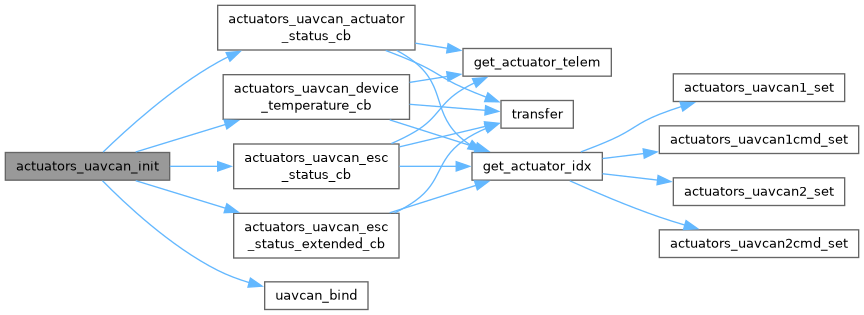 actuators_uavcan_init
actuators_uavcan_actuator
_status_cb
actuators_uavcan_device
_temperature_cb
actuators_uavcan_esc
_status_cb
actuators_uavcan_esc
_status_extended_cb
uavcan_bind
get_actuator_telem
transfer
get_actuator_idx
actuators_uavcan1_set
actuators_uavcan1cmd_set
actuators_uavcan2_set
actuators_uavcan2cmd_set